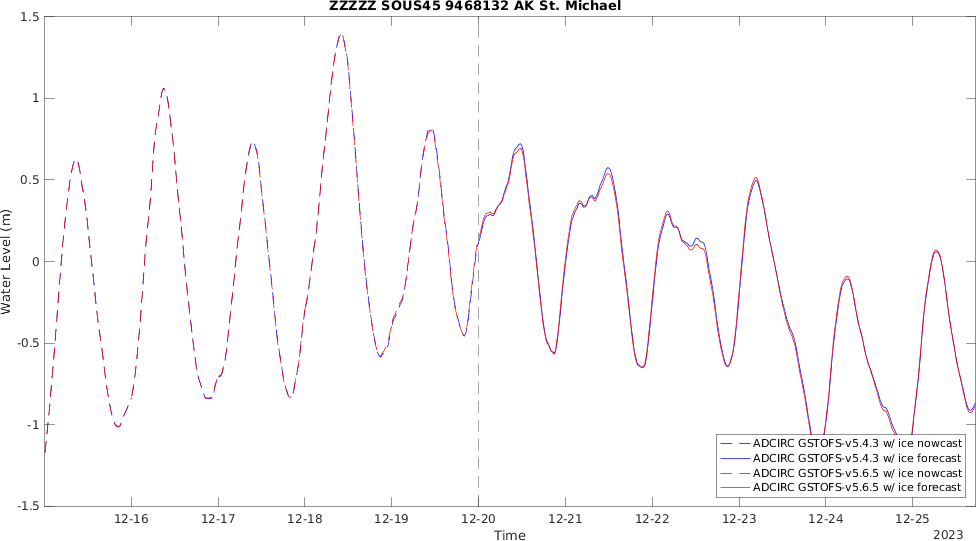 ZZZZZ SOUS45 9468132 AK St. Michael
1.5
1
0.5
0
-0.5
-1
-1.5
Water Level (m)
12-16 12-17 12-18 12-19 12-20 12-21 12-22 12-23 12-24 12-25
Time
2023
ADCIRC GSTOFS-v5.4.3 w/ ice nowcast
ADCIRC GSTOFS-v5.4.3 w/ ice forecast
ADCIRC GSTOFS-v5.6.5 w/ ice nowcast
ADCIRC GSTOFS-v5.6.5 w/ ice forecast